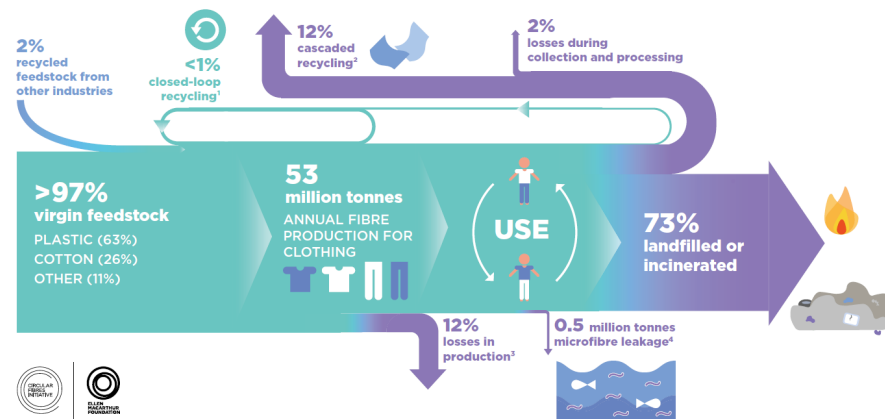 2%
recycled
feedstock from
other industries
<1%
closed-loop
recycling¹
12%
cascaded
recycling²
2%
losses during
collection and processing
>97%
virgin feedstock
PLASTIC (63%)
COTTON (26%)
OTHER (11%)
53
million tonnes
ANNUAL FIBRE
PRODUCTION FOR
CLOTHING
USE
73%
landfilled or
incinerated
12%
losses in
production³
0.5 million tonnes
microfibre leakage⁴
CIRCULAR
FIBRES
INITIATIVE
ELLEN
MACARTHUR
FOUNDATION